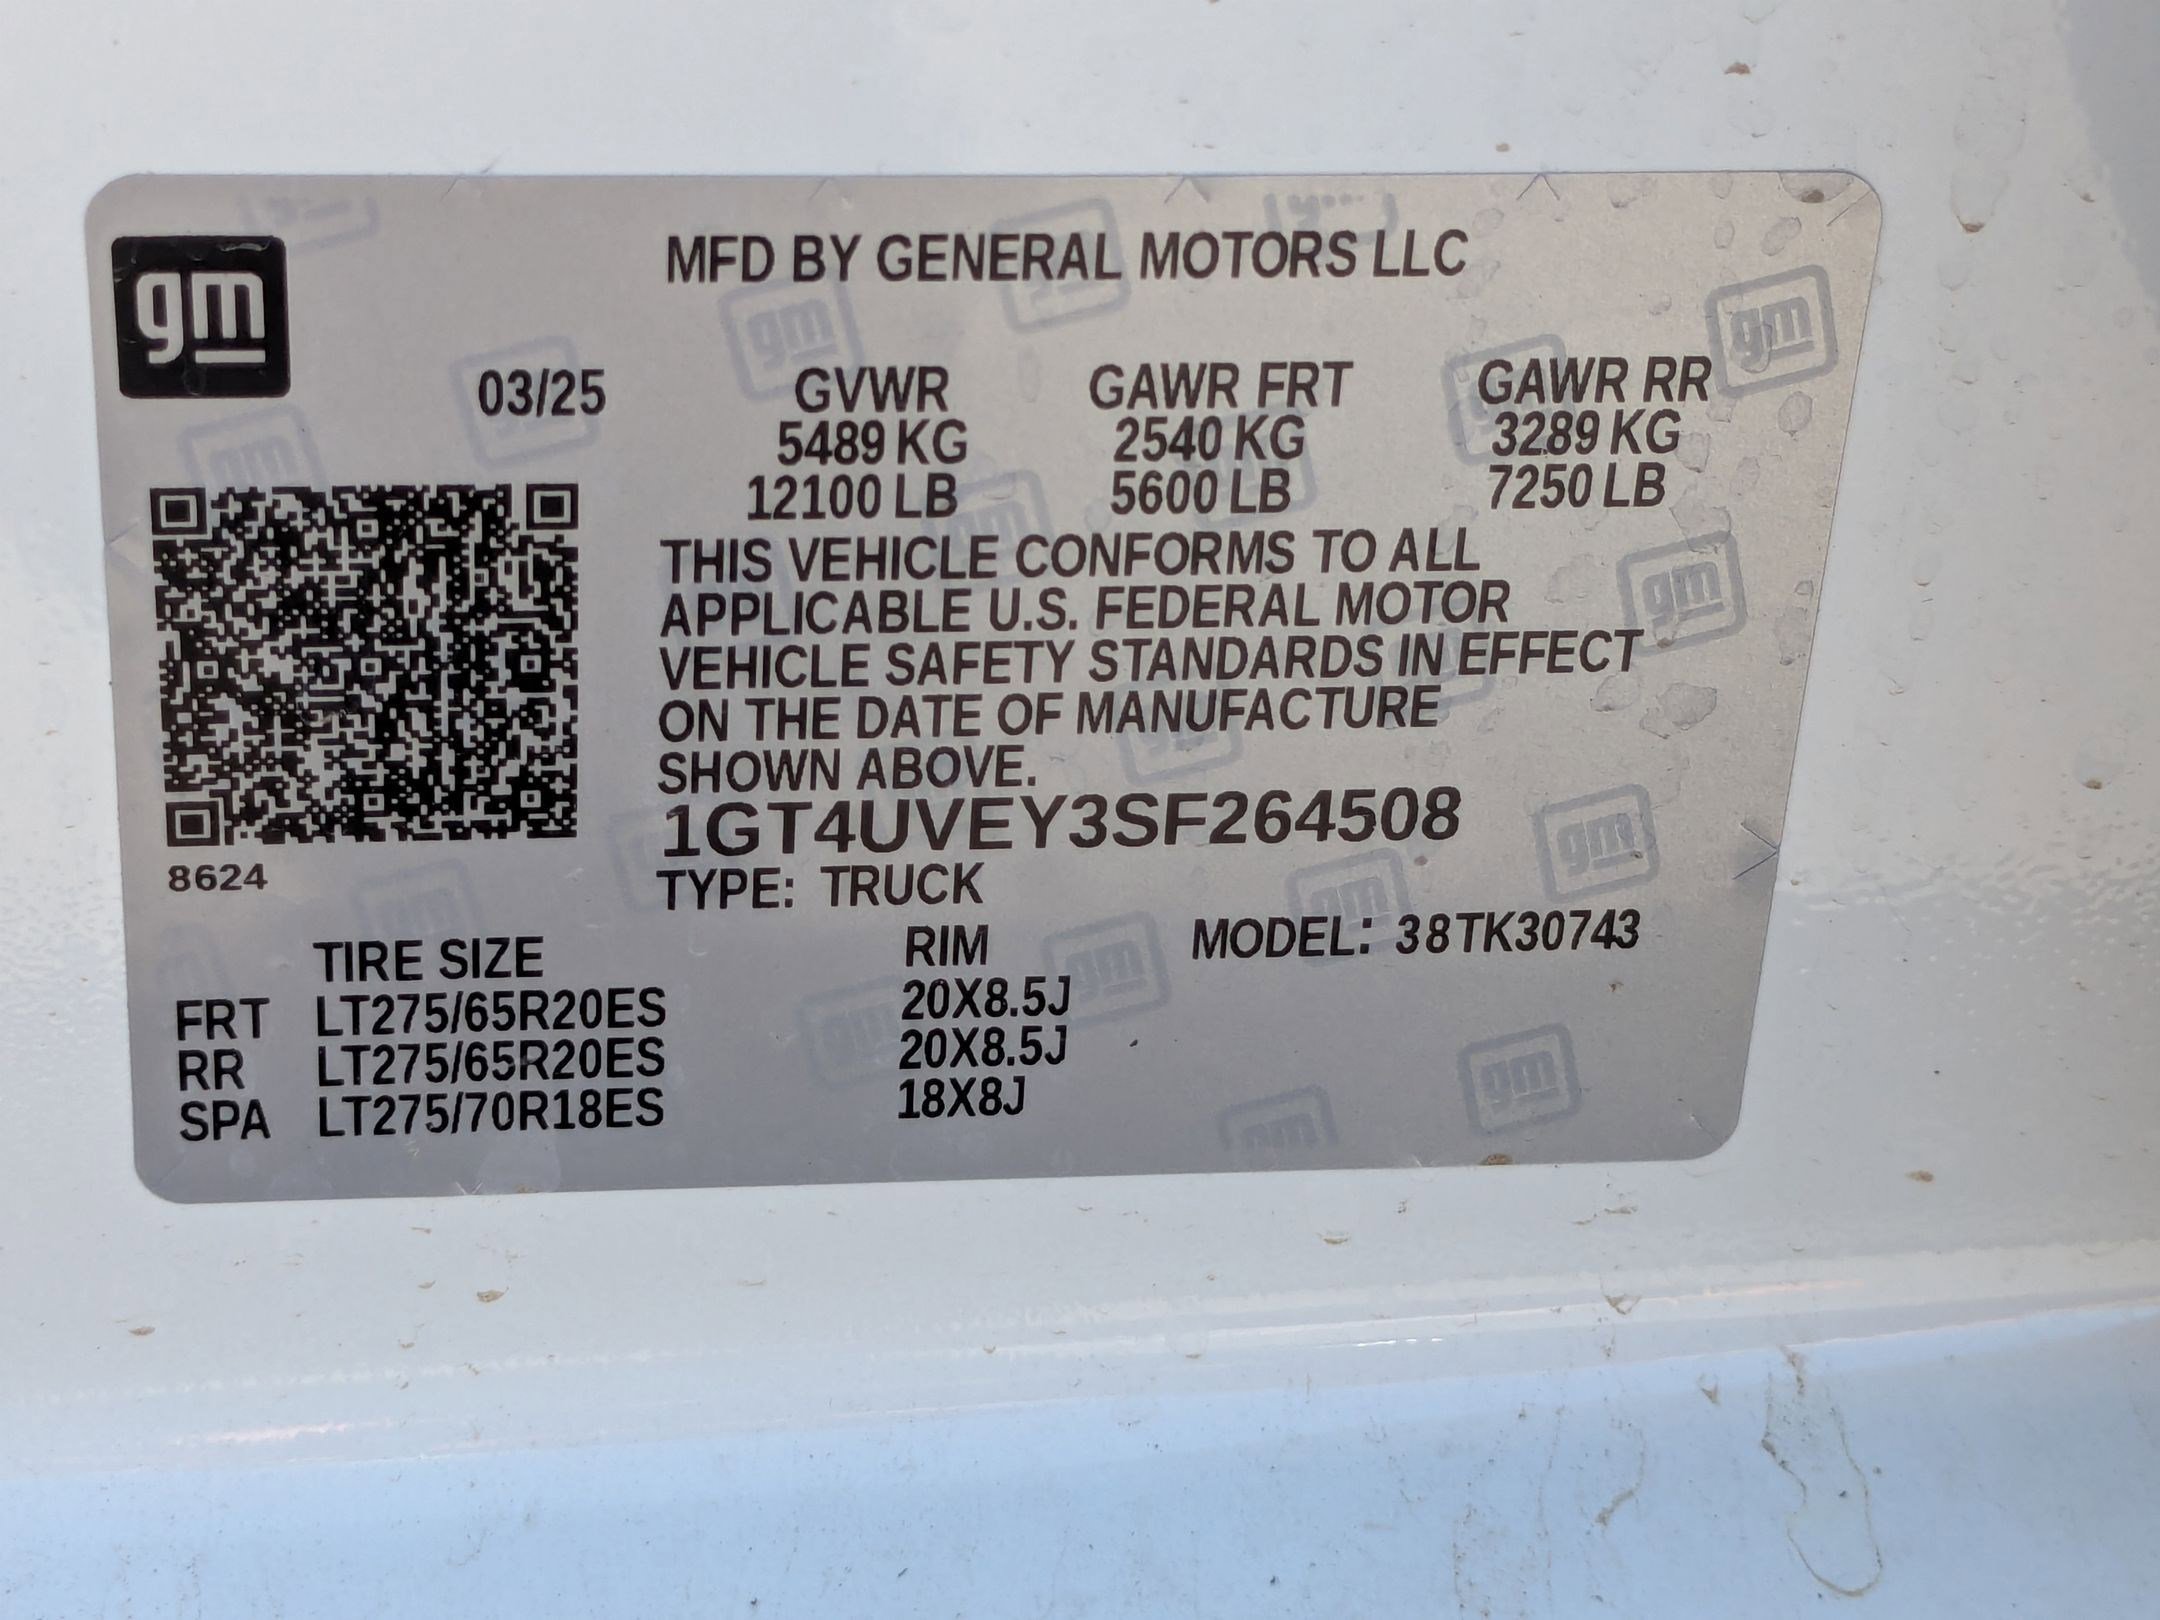 gm
MFD BY GENERAL MOTORS LLC
03/25 GVWR GAWR FRT GAWR RR
5489 KG 2540 KG 3289 KG
12100 LB 5600 LB 7250 LB
THIS VEHICLE CONFORMS TO ALL
APPLICABLE U.S. FEDERAL MOTOR
VEHICLE SAFETY STANDARDS IN EFFECT
ON THE DATE OF MANUFACTURE
SHOWN ABOVE.
1GT4UVEY3SF264508
8624
TYPE: TRUCK
TIRE SIZE RIM MODEL: 38TK30743
FRT LT275/65R20ES 20X8.5J
RR LT275/65R20ES 20X8.5J
SPA LT275/70R18ES 18X8J